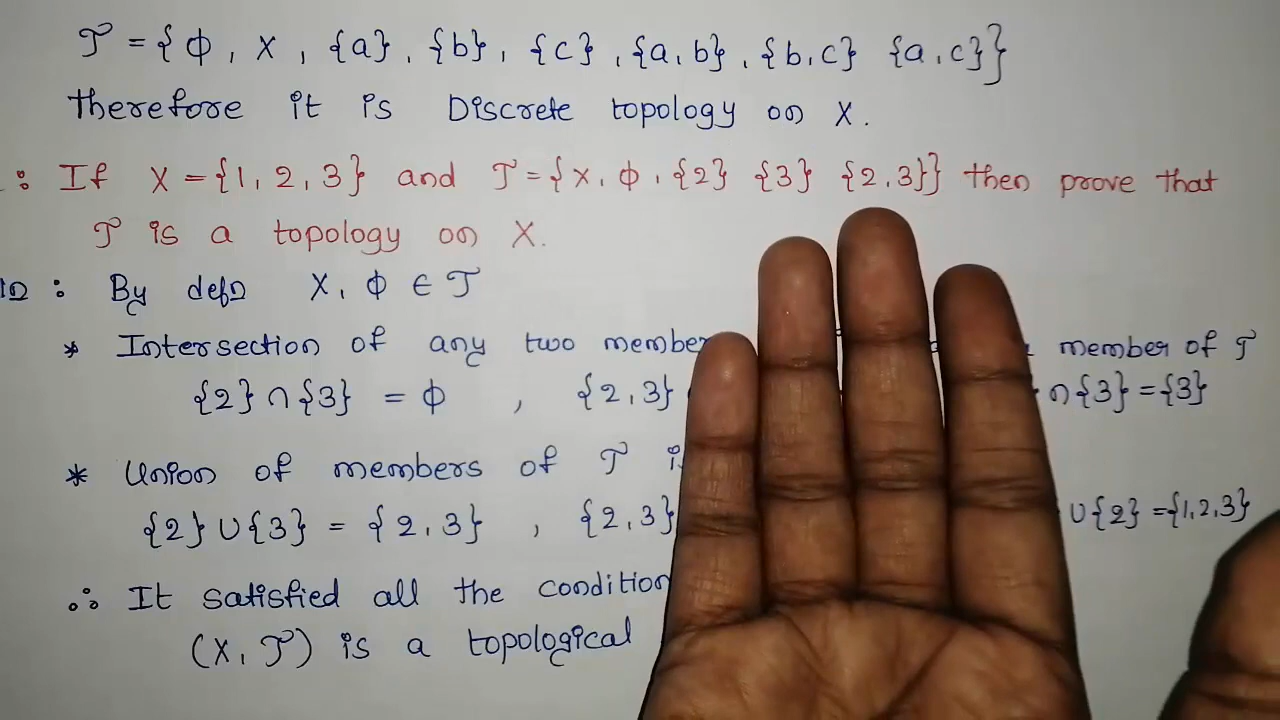 𝒯 = { ϕ , X , {a} , {b} , {c} , {a, b} , {b, c} {a, c}}
therefore it is Discrete topology on X .
: If X = {1, 2, 3} and 𝒯 = { X, ϕ , {2} {3} {2, 3}} then prove that
𝒯 is a topology on X.
: By defn X, ϕ ∈ 𝒯
* Intersection of any two member member of 𝒯
{2} ∩ {3} = ϕ , {2, 3} ∩ {3} = {3}
* Union of members of 𝒯
{2} ∪ {3} = {2, 3} , {2, 3} ∪ {2} = {1, 2, 3}
∴ It satisfied all the condition
(X, 𝒯) is a topological